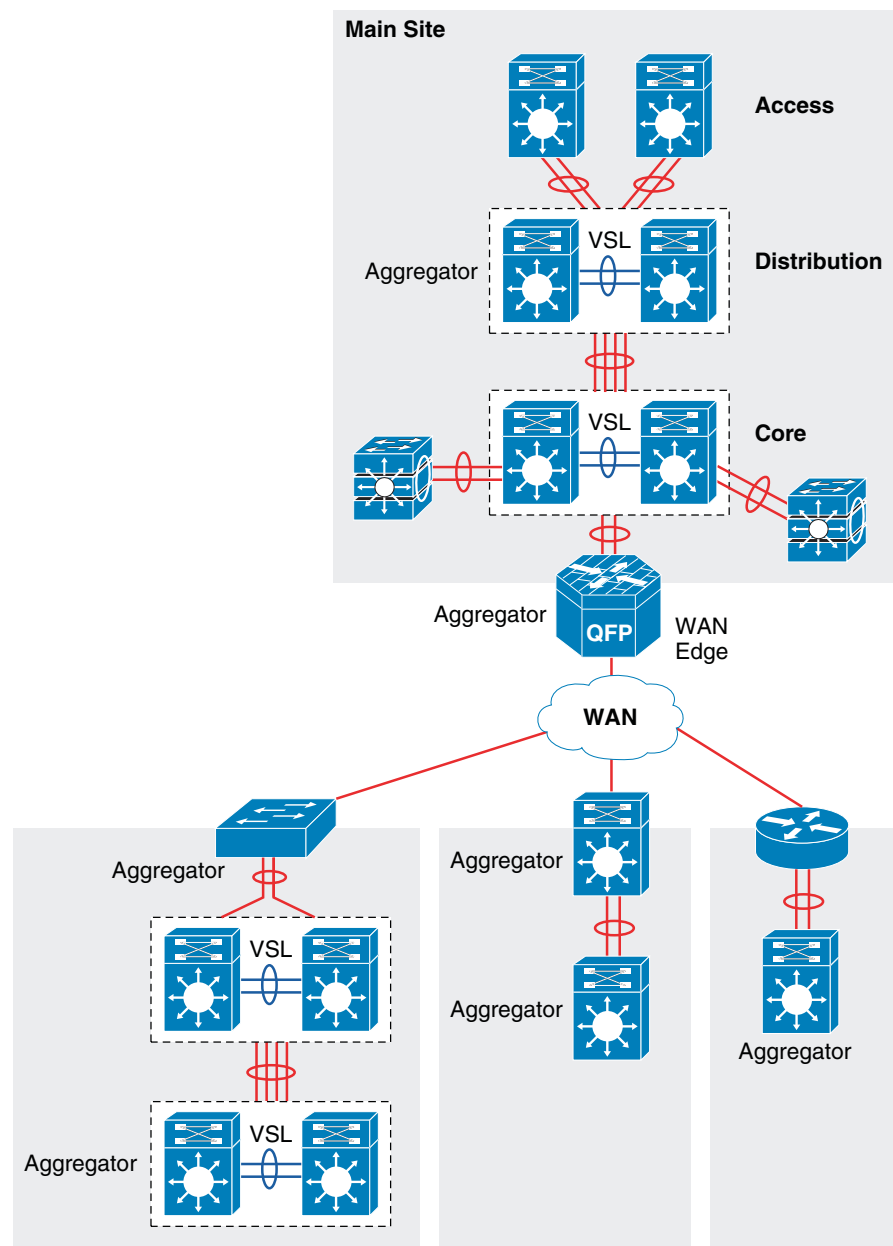 Main Site
Access
VSL
Aggregator
Distribution
VSL
Core
Aggregator
QFP
WAN
Edge
WAN
Aggregator
VSL
Aggregator
VSL
Aggregator
Aggregator
Aggregator